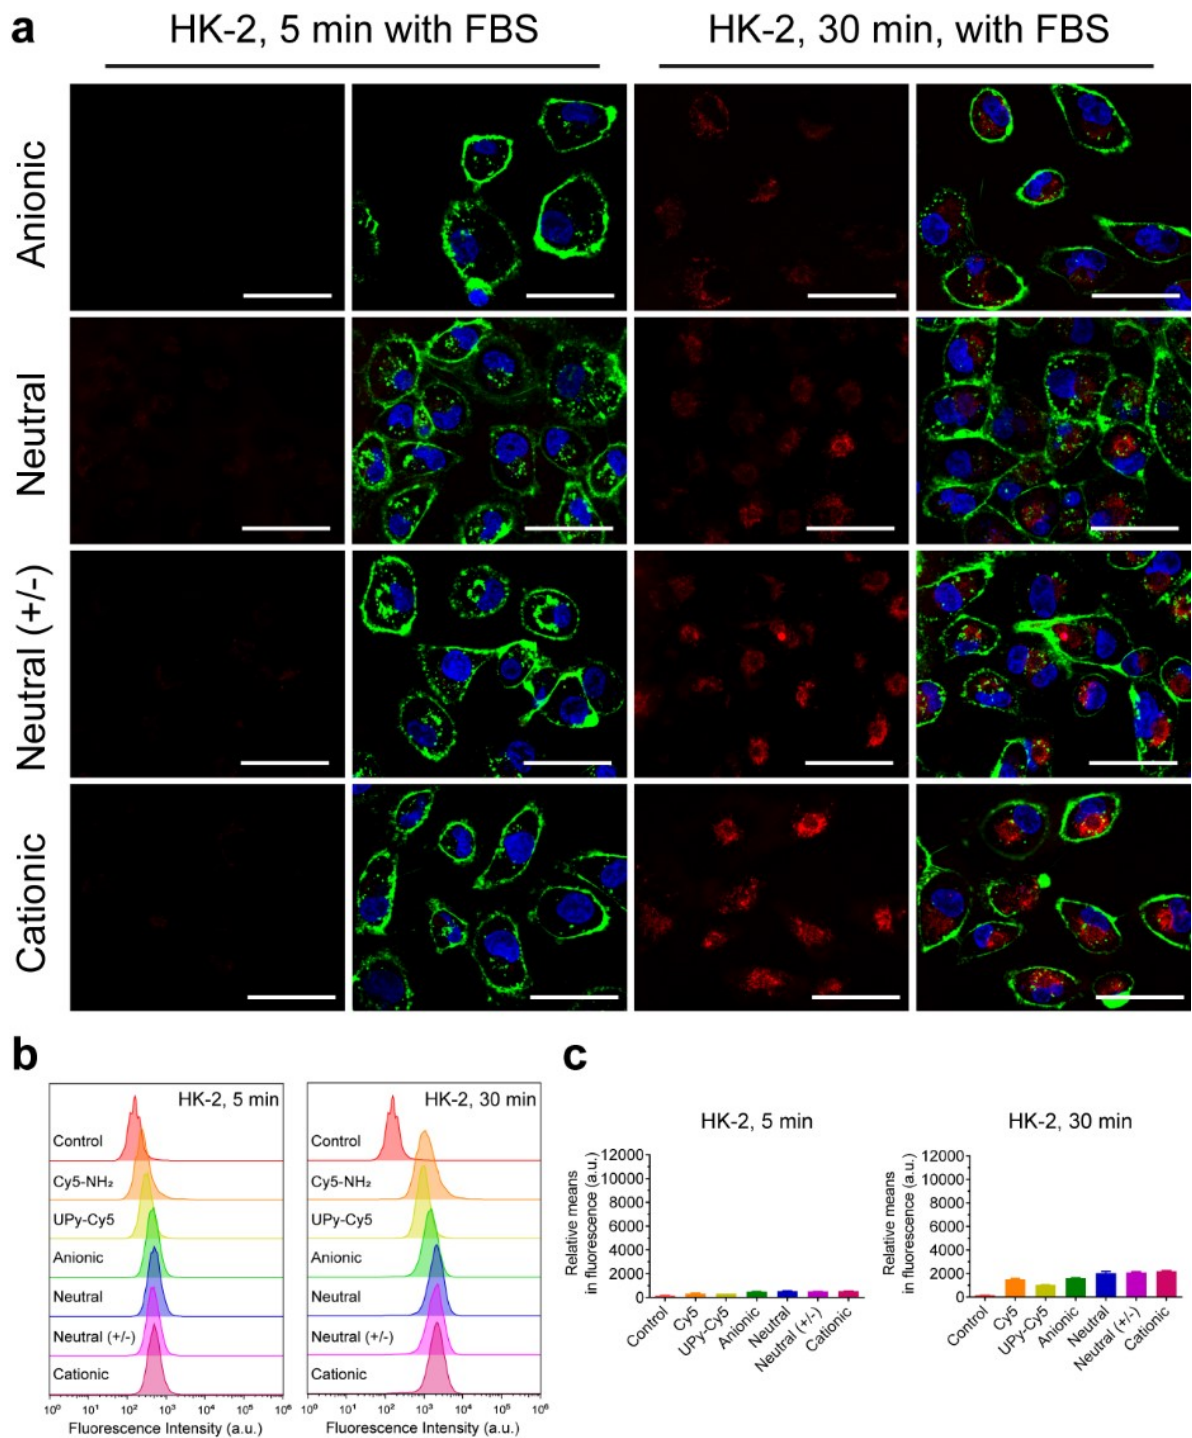 a
HK-2, 5 min with FBS
HK-2, 30 min, with FBS
Anionic
Neutral
Neutral (+/-)
Cationic
b
HK-2, 5 min
Control
Cy5-NH₂
UPy-Cy5
Anionic
Neutral
Neutral (+/-)
Cationic
10⁰ 10¹ 10² 10³ 10⁴ 10⁵ 10⁶
Fluorescence Intensity (a.u.)
HK-2, 30 min
Control
Cy5-NH₂
UPy-Cy5
Anionic
Neutral
Neutral (+/-)
Cationic
10⁰ 10¹ 10² 10³ 10⁴ 10⁵ 10⁶
Fluorescence Intensity (a.u.)
c
HK-2, 5 min
Relative means
in fluorescence (a.u.)
12000
10000
8000
6000
4000
2000
0
Control
Cy5
UPy-Cy5
Anionic
Neutral
Neutral (+/-)
Cationic
HK-2, 30 min
Relative means
in fluorescence (a.u.)
12000
10000
8000
6000
4000
2000
0
Control
Cy5
UPy-Cy5
Anionic
Neutral
Neutral (+/-)
Cationic